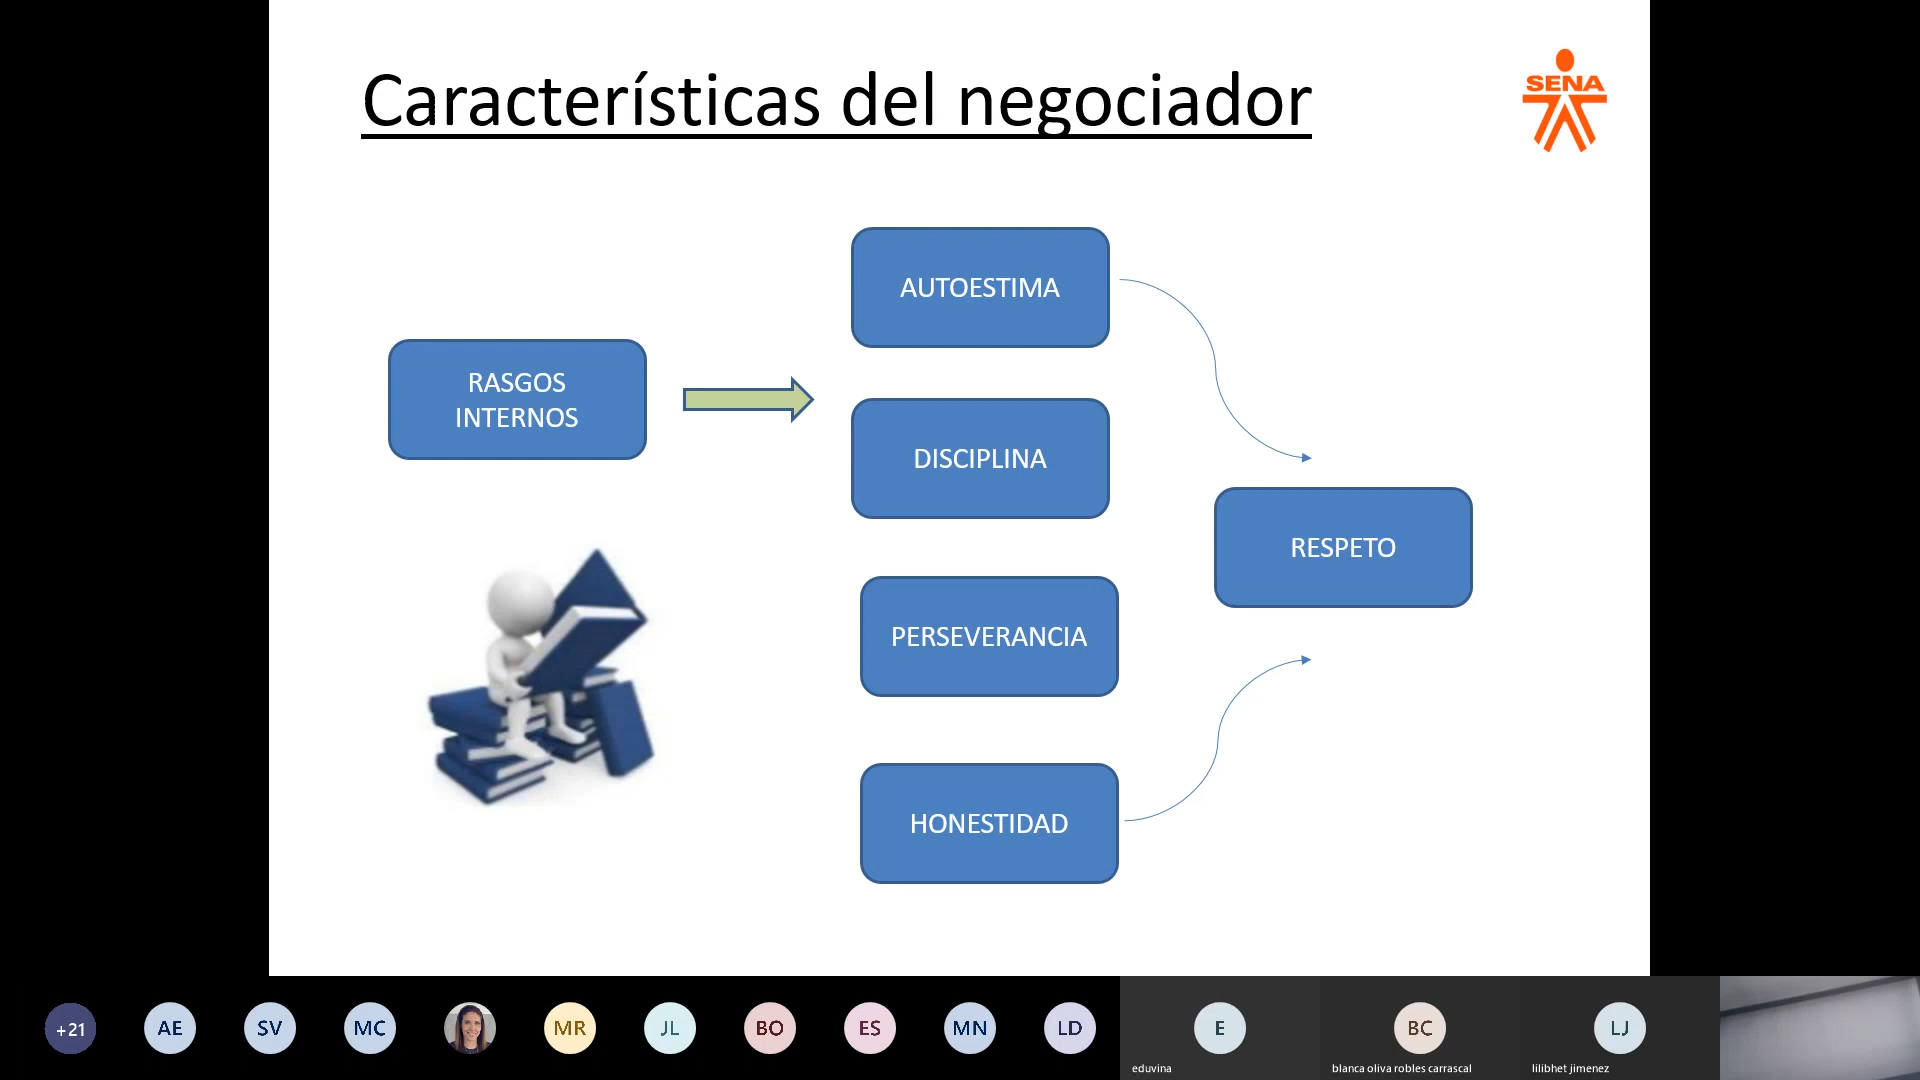 Características del negociador
SENA
AUTOESTIMA
RASGOS
INTERNOS
DISCIPLINA
RESPETO
PERSEVERANCIA
HONESTIDAD
+21
AE
SV
MC
MR
JL
BO
ES
MN
LD
E
BC
LJ
eduvina
blanca oliva robles carrascal
lilibhet jimenez